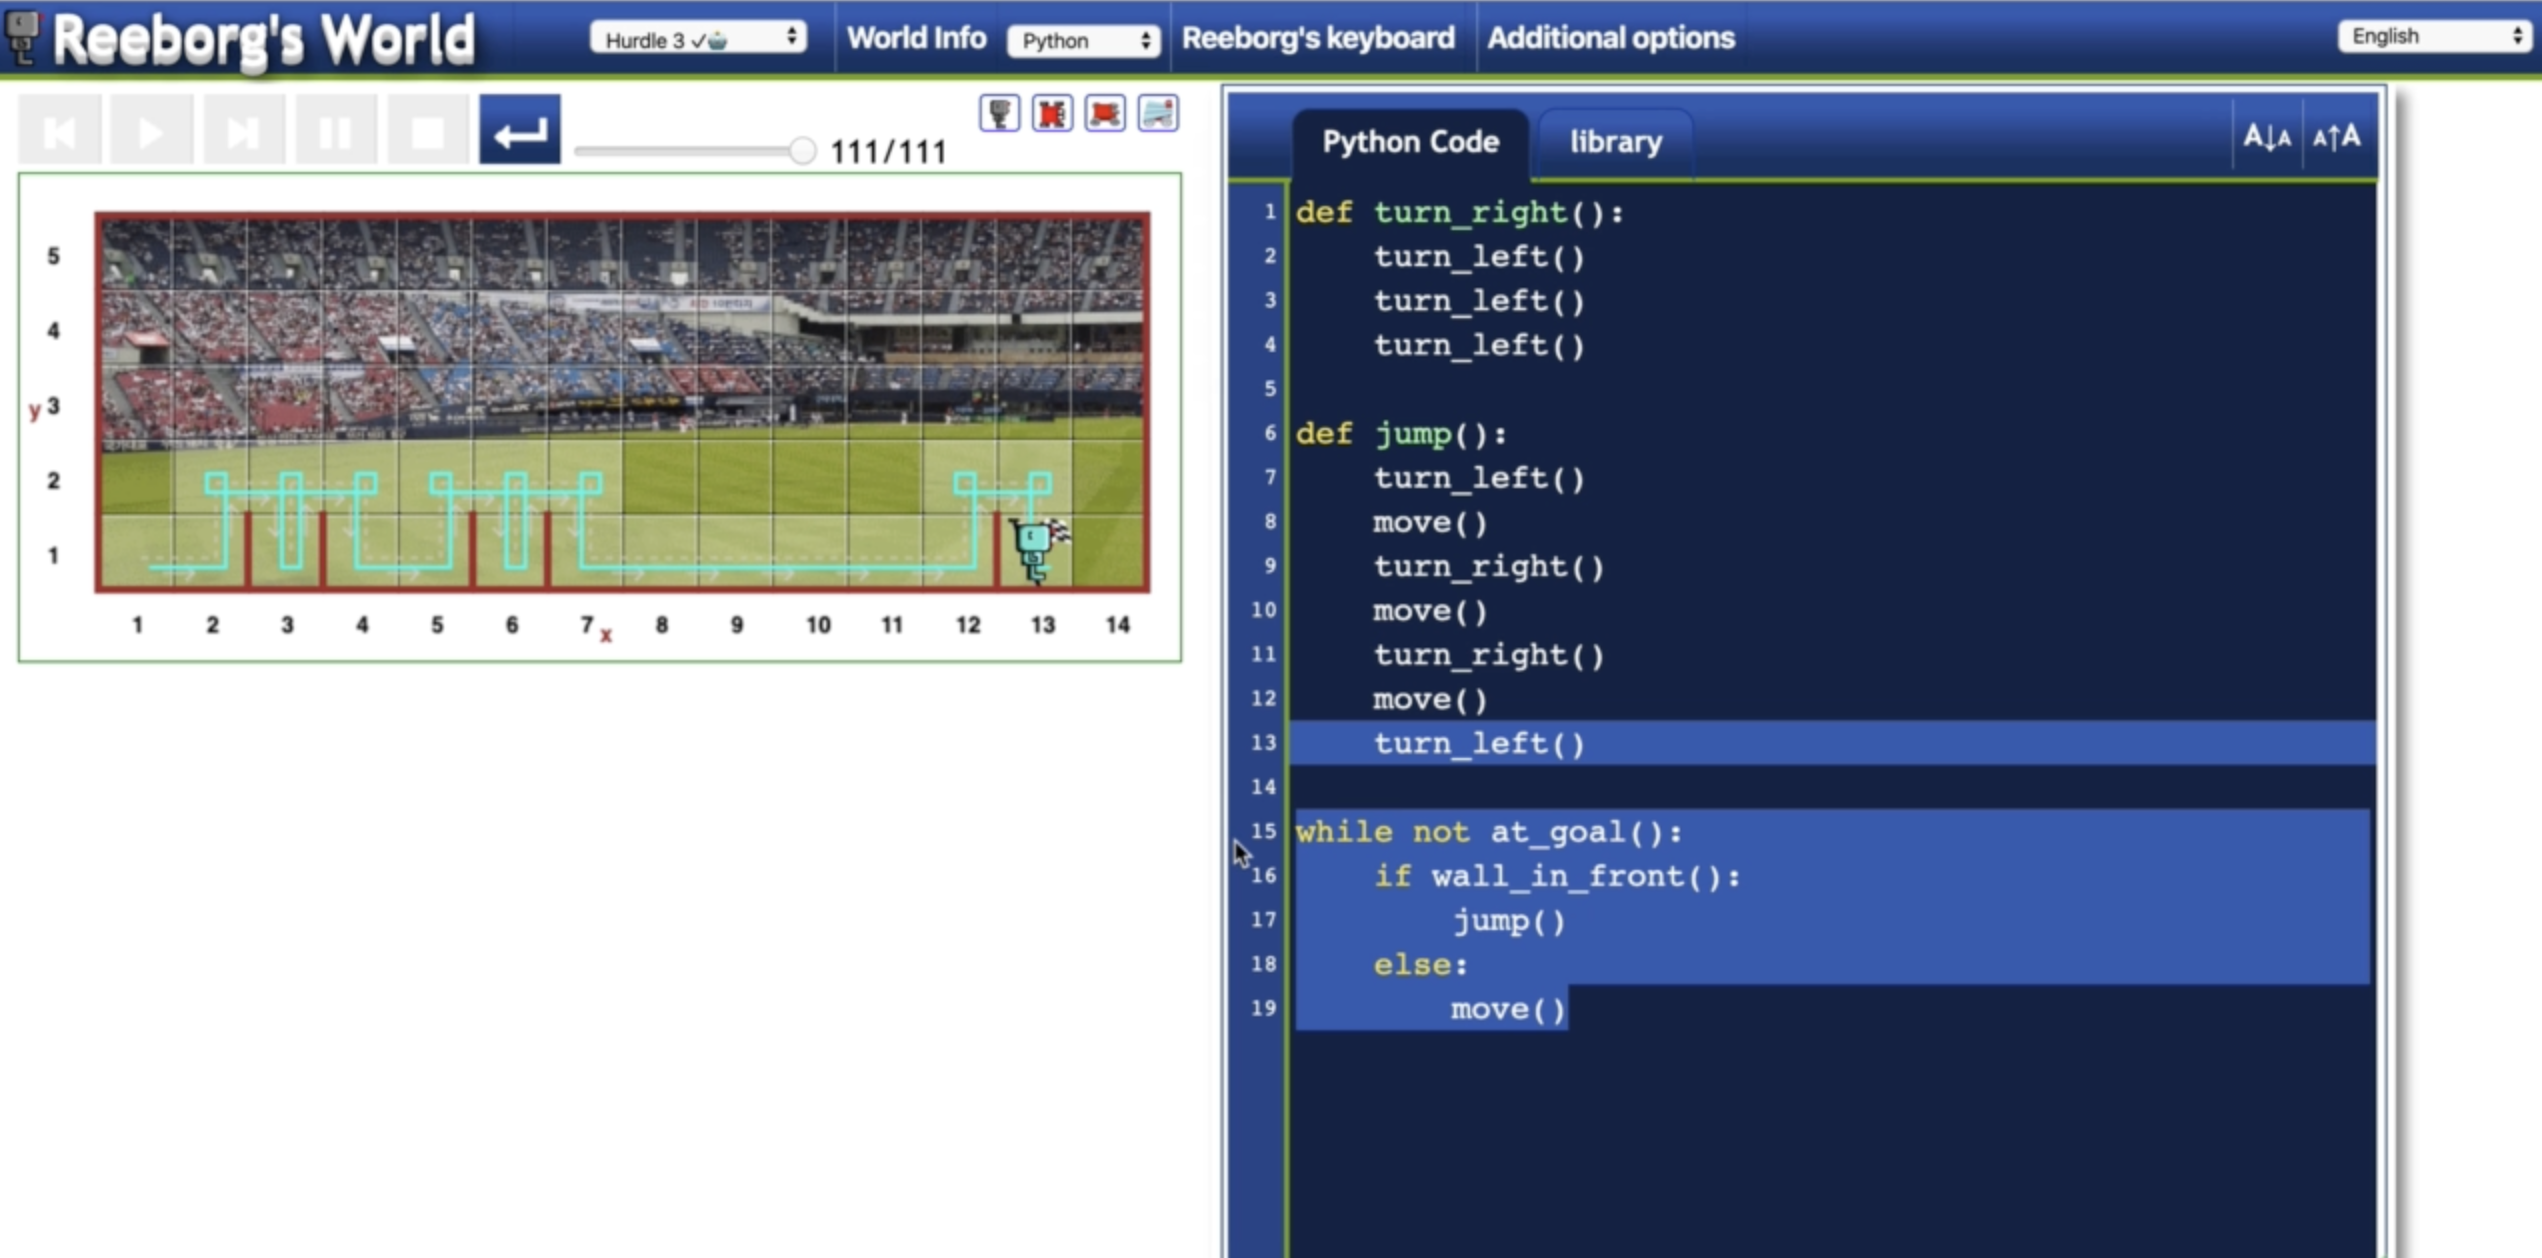 Reeborg's World
Hurdle 3 ✓
World Info
Python
Reeborg's keyboard
Additional options
English
111/111
5
4
y 3
2
1
1 2 3 4 5 6 7 x 8 9 10 11 12 13 14
Python Code
library
A↓A
A↑A
1 def turn_right():
2 turn_left()
3 turn_left()
4 turn_left()
5
6 def jump():
7 turn_left()
8 move()
9 turn_right()
10 move()
11 turn_right()
12 move()
13 turn_left()
14
15 while not at_goal():
16 if wall_in_front():
17 jump()
18 else:
19 move()